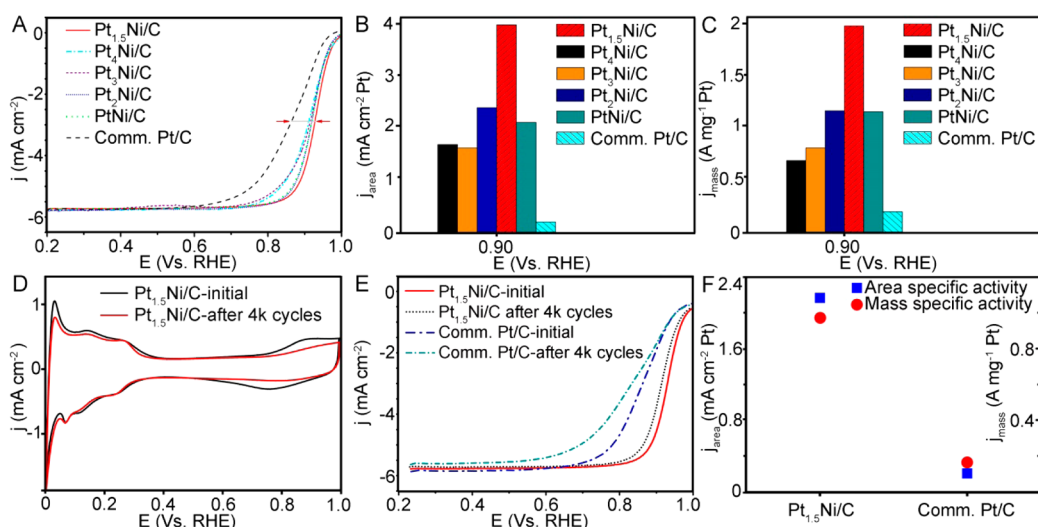 A
j (mA cm-2)
0
-2
-4
-6
Pt1.5Ni/C
Pt4Ni/C
Pt3Ni/C
Pt2Ni/C
PtNi/C
Comm. Pt/C
0.2 0.4 0.6 0.8 1.0
E (Vs. RHE)
B
jarea (mA cm-2 Pt)
4
3
2
1
0
Pt1.5Ni/C
Pt4Ni/C
Pt3Ni/C
Pt2Ni/C
PtNi/C
Comm. Pt/C
0.90
E (Vs. RHE)
C
jmass (A mg-1 Pt)
2
1.5
1
0.5
0
Pt1.5Ni/C
Pt4Ni/C
Pt3Ni/C
Pt2Ni/C
PtNi/C
Comm. Pt/C
0.90
E (Vs. RHE)
D
j (mA cm-2)
1
0
-1
Pt1.5Ni/C-initial
Pt1.5Ni/C-after 4k cycles
0 0.2 0.4 0.6 0.8 1.0
E (Vs. RHE)
E
j (mA cm-2)
0
-2
-4
-6
Pt1.5Ni/C-initial
Pt1.5Ni/C after 4k cycles
Comm. Pt/C-initial
Comm. Pt/C-after 4k cycles
0.2 0.4 0.6 0.8 1.0
E (Vs. RHE)
F
jarea (mA cm-2 Pt)
2.4
1.6
0.8
0
Area specific activity
Mass specific activity
jmass (A mg-1 Pt)
0.8
0.4
0
Pt1.5Ni/C Comm. Pt/C